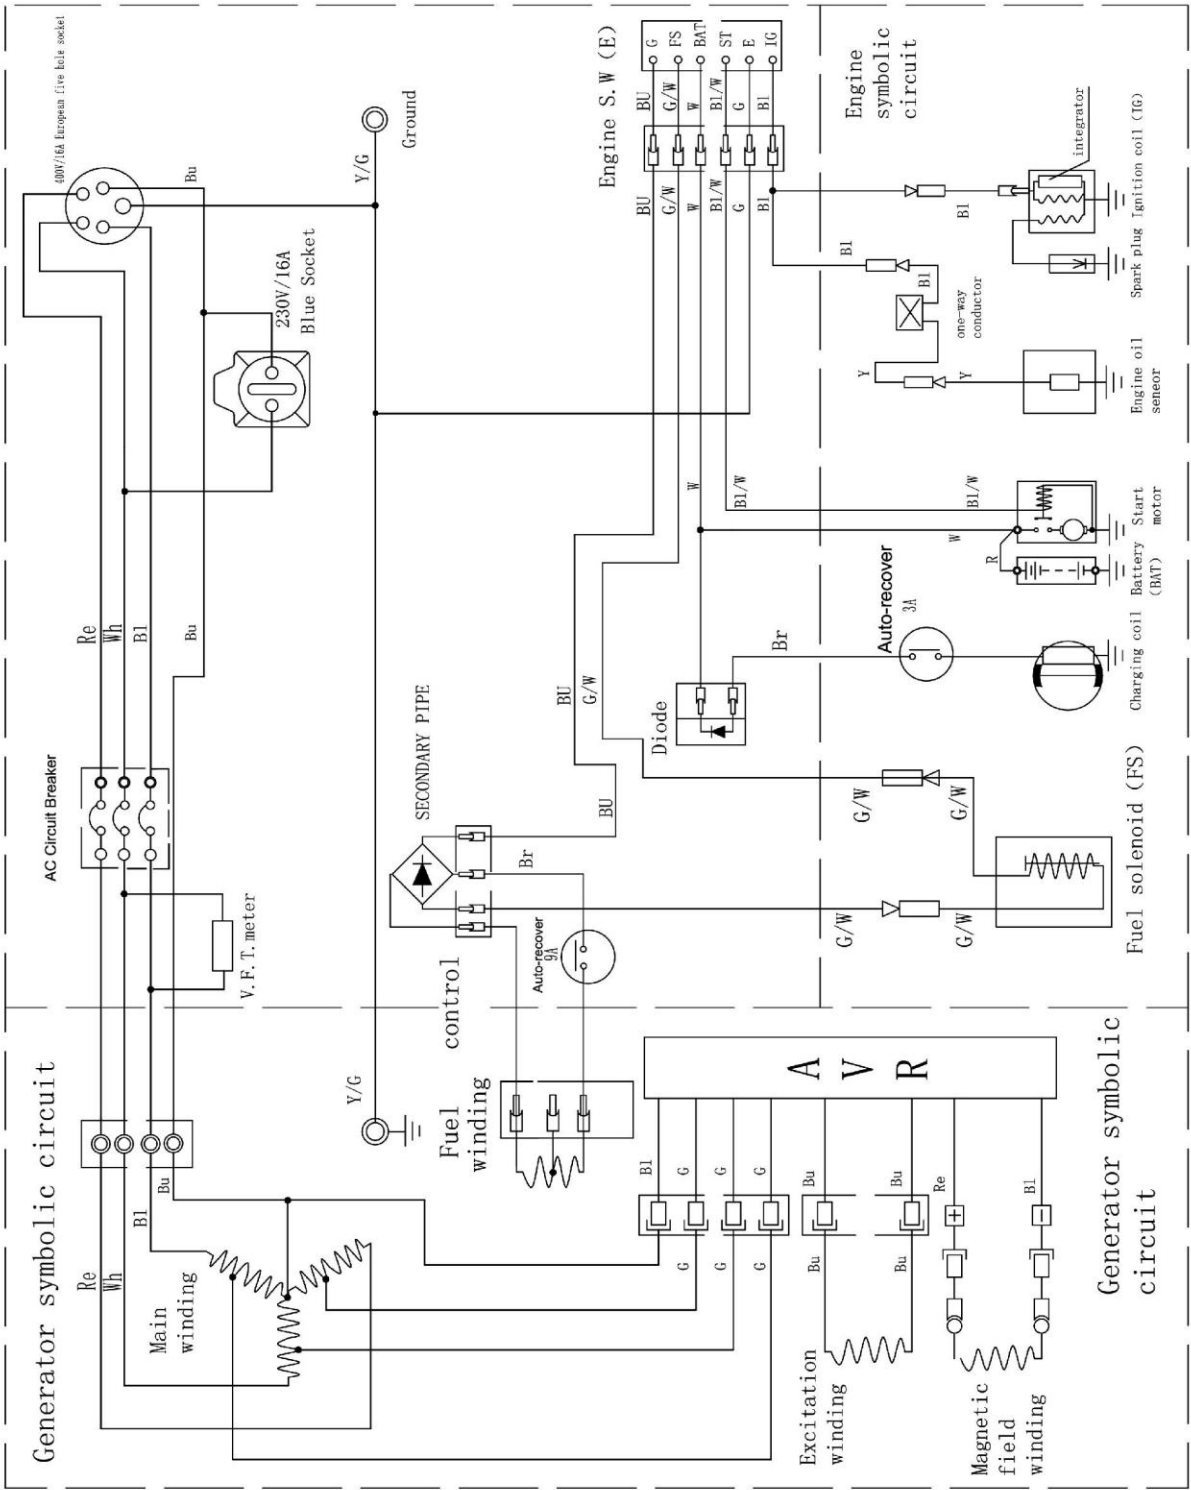 Generator symbolic circuit
Re
Wh
Bl
Bu
Main
winding
AC Circuit Breaker
V.F.T.meter
Re
Wh
Bl
Bu
Bu
400V/16A European five hole socket
230V/16A
Blue Socket
Y/G
Y/G
Ground
Fuel
winding
control
SECONDARY PIPE
Auto-recover
9A
Br
BU
BU
G/W
Diode
Br
Auto-recover
3A
Engine S.W (E)
G
FS
BAT
ST
E
IG
BU
G/W
W
Bl/W
G
Bl
BU
G/W
W
Bl/W
G
Bl
W
Bl/W
W
Bl/W
R
Engine
symbolic
circuit
Bl
Bl
Bl
one-way
conductor
Y
Y
integrator
Ignition coil (IG)
Spark plug
Engine oil
seneor
Start
motor
Battery
(BAT)
Charging coil
Fuel solenoid (FS)
G/W
G/W
G/W
G/W
AVR
Bl
G
G
G
Bu
Bu
Re
Bl
+
-
G
G
G
Bu
Bu
Excitation
winding
Magnetic
field
winding
Generator symbolic
circuit